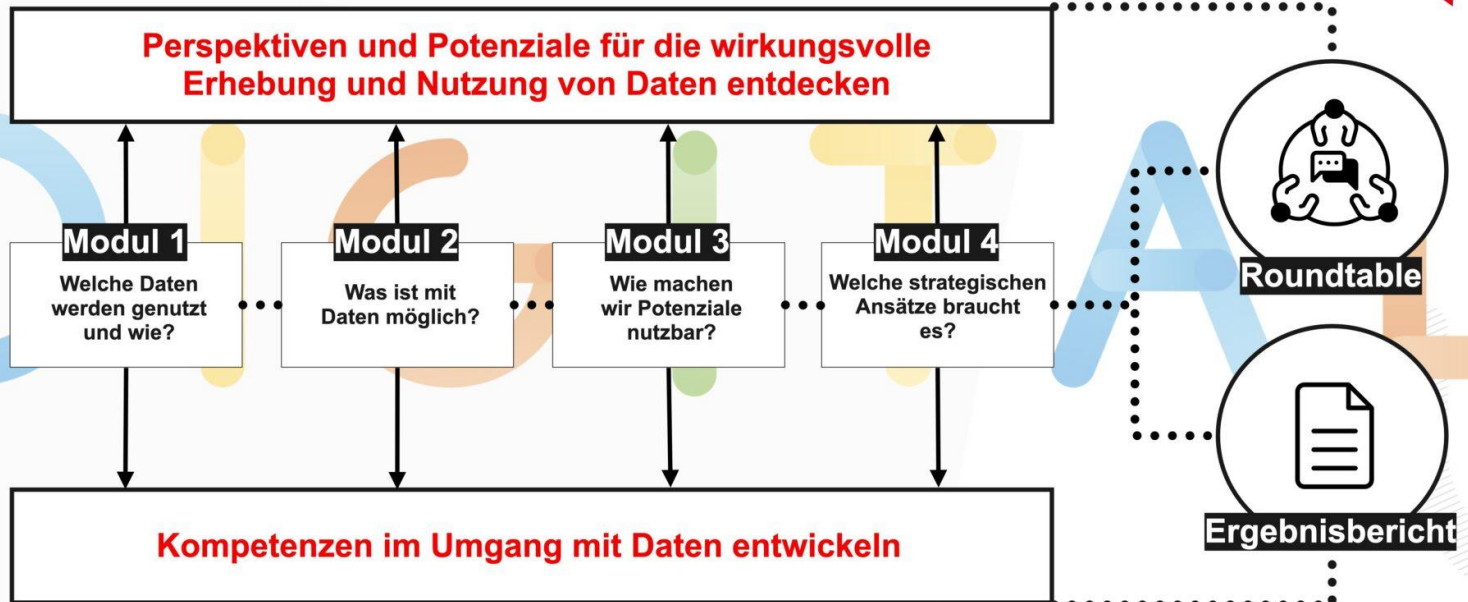 Perspektiven und Potenziale für die wirkungsvolle
Erhebung und Nutzung von Daten entdecken
DIGITAL
Modul 1
Welche Daten
werden genutzt
und wie?
Modul 2
Was ist mit
Daten möglich?
Modul 3
Wie machen
wir Potenziale
nutzbar?
Modul 4
Welche strategischen
Ansätze braucht
es?
Roundtable
Ergebnisbericht
Kompetenzen im Umgang mit Daten entwickeln